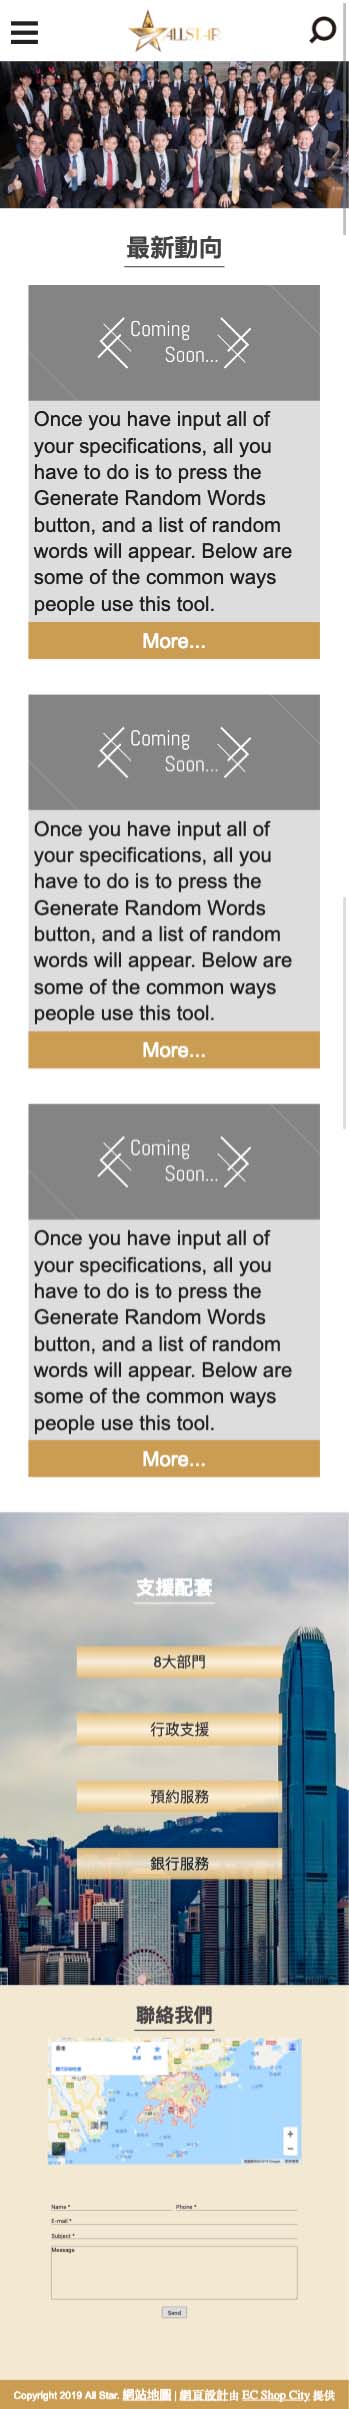 ALLSTAR
最新動向
Coming
Soon...
Once you have input all of
your specifications, all you
have to do is to press the
Generate Random Words
button, and a list of random
words will appear. Below are
some of the common ways
people use this tool.
More...
Coming
Soon...
Once you have input all of
your specifications, all you
have to do is to press the
Generate Random Words
button, and a list of random
words will appear. Below are
some of the common ways
people use this tool.
More...
Coming
Soon...
Once you have input all of
your specifications, all you
have to do is to press the
Generate Random Words
button, and a list of random
words will appear. Below are
some of the common ways
people use this tool.
More...
支援配套
8大部門
行政支援
預約服務
銀行服務
聯絡我們
香港
澳門
Name * Phone *
E-mail *
Subject *
Message
Send
Copyright 2019 All Star. 網站地圖 | 網頁設計由 EC Shop City 提供